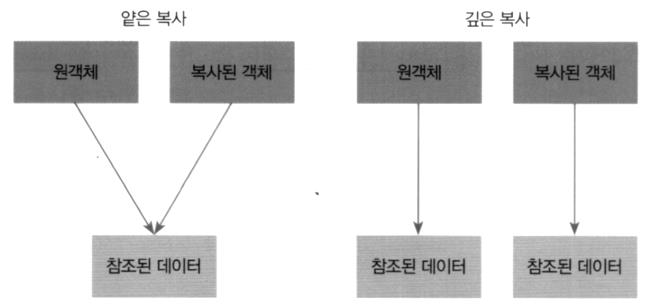 얕은 복사
원객체
복사된 객체
참조된 데이터
깊은 복사
원객체
복사된 객체
참조된 데이터
참조된 데이터